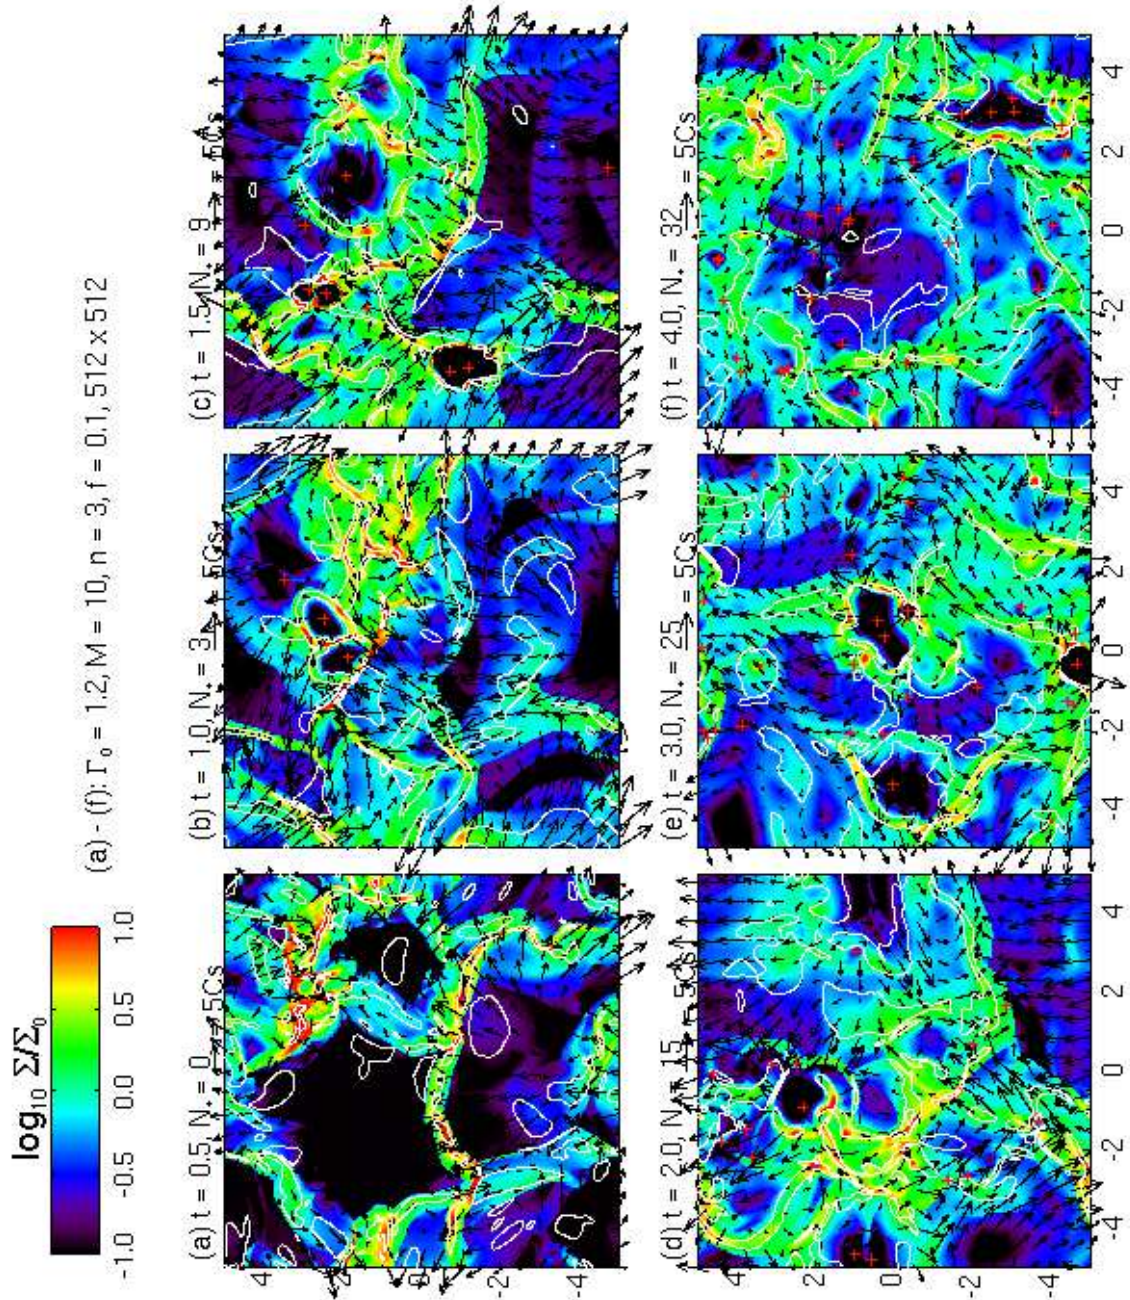 log₁₀ Σ/Σ₀
-1.0 -0.5 0.0 0.5 1.0
(a) - (f): Γ₀ = 1.2, M = 10, n = 3, f = 0.1, 512 x 512
(a) t = 0.5, N. = 0 = 5Cs
(b) t = 1.0, N. = 3 = 5Cs
(c) t = 1.5, N. = 9 = 5Cs
4
2
0
-2
-4
(d) t = 2.0, N. = 15 = 5Cs
(e) t = 3.0, N. = 25 = 5Cs
(f) t = 4.0, N. = 32 = 5Cs
4
2
0
-2
-4
-4 -2 0 2 4
-4 -2 0 2 4
-4 -2 0 2 4